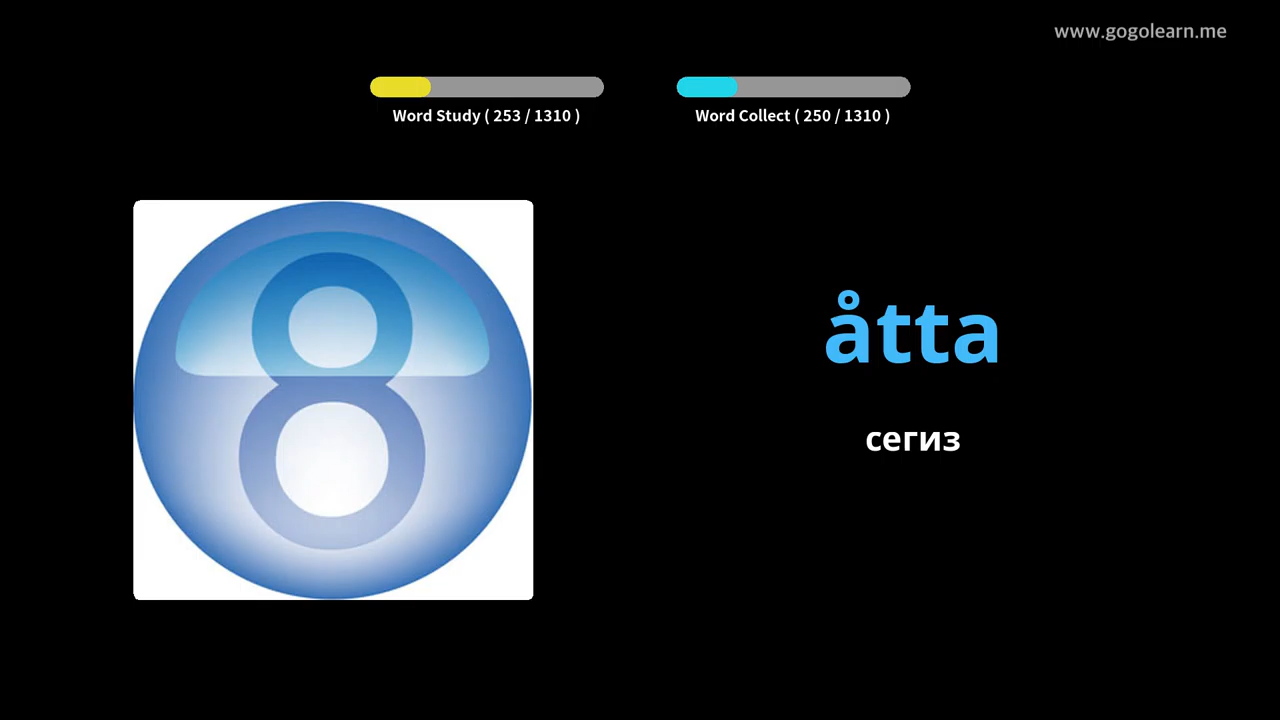 www.gogolearn.me
Word Study ( 253 / 1310 )
Word Collect ( 250 / 1310 )
8
åtta
сегиз